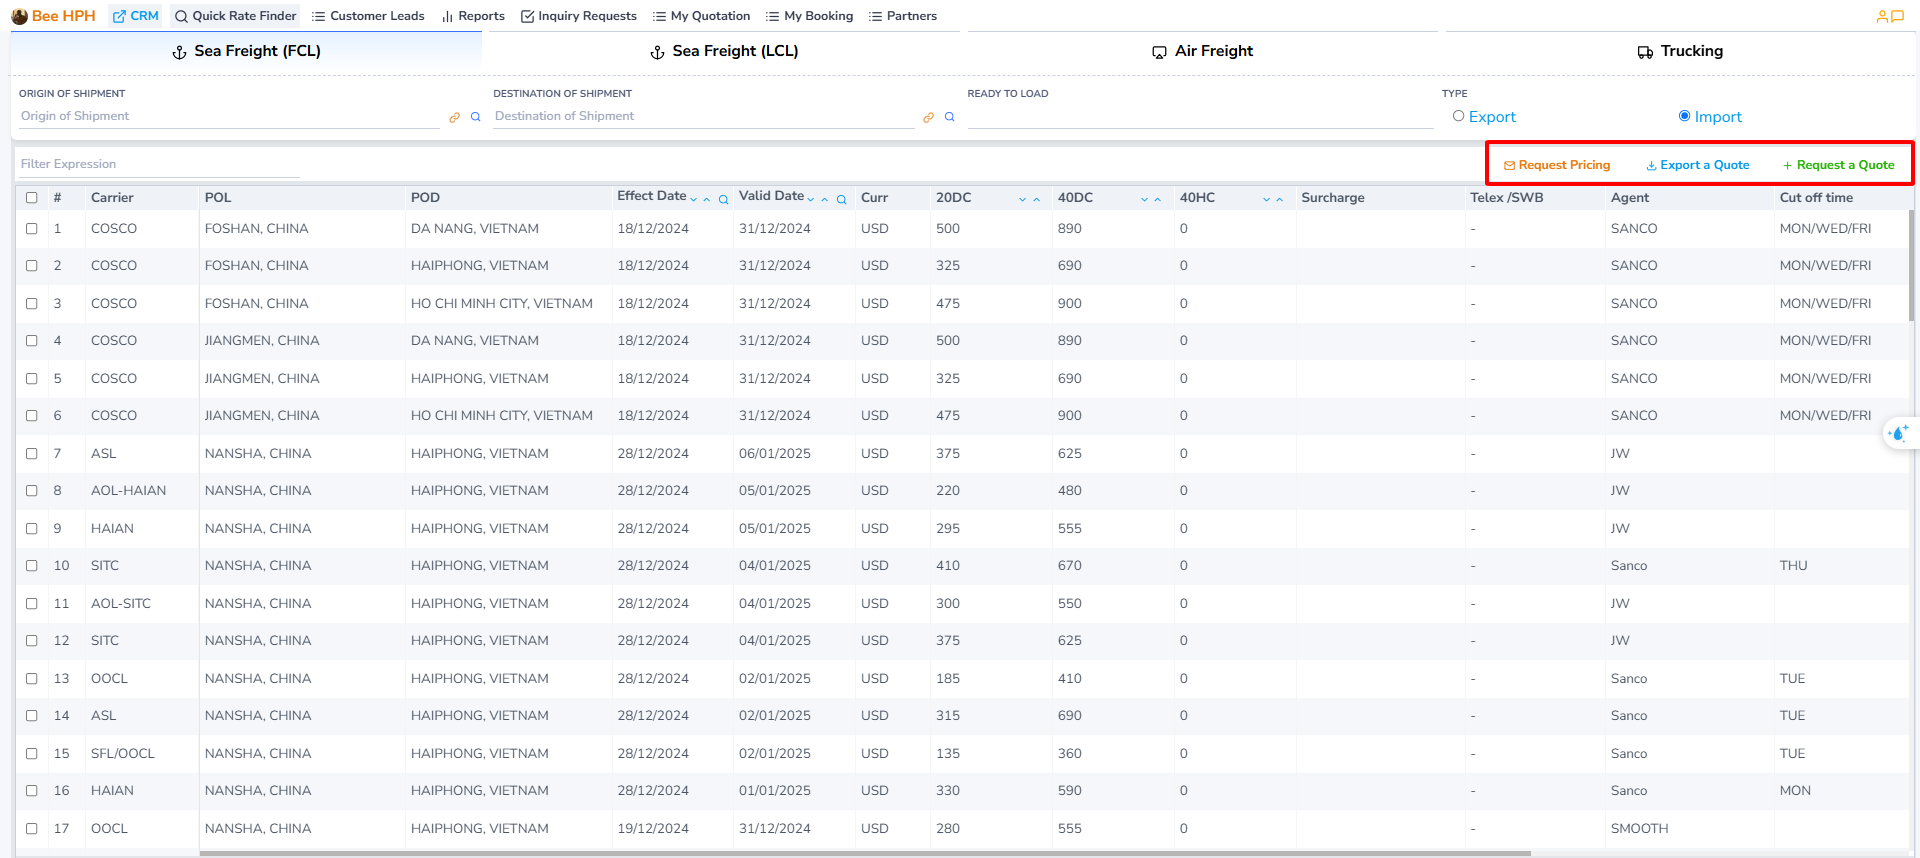 Bee HPH CRM Quick Rate Finder Customer Leads Reports Inquiry Requests My Quotation My Booking Partners
Sea Freight (FCL) Sea Freight (LCL) Air Freight Trucking
ORIGIN OF SHIPMENT DESTINATION OF SHIPMENT READY TO LOAD TYPE
Origin of Shipment Destination of Shipment Export Import
Filter Expression Request Pricing Export a Quote + Request a Quote
# Carrier POL POD Effect Date Valid Date Curr 20DC 40DC 40HC Surcharge Telex /SWB Agent Cut off time
1 COSCO FOSHAN, CHINA DA NANG, VIETNAM 18/12/2024 31/12/2024 USD 500 890 0 - SANCO MON/WED/FRI
2 COSCO FOSHAN, CHINA HAIPHONG, VIETNAM 18/12/2024 31/12/2024 USD 325 690 0 - SANCO MON/WED/FRI
3 COSCO FOSHAN, CHINA HO CHI MINH CITY, VIETNAM 18/12/2024 31/12/2024 USD 475 900 0 - SANCO MON/WED/FRI
4 COSCO JIANGMEN, CHINA DA NANG, VIETNAM 18/12/2024 31/12/2024 USD 500 890 0 - SANCO MON/WED/FRI
5 COSCO JIANGMEN, CHINA HAIPHONG, VIETNAM 18/12/2024 31/12/2024 USD 325 690 0 - SANCO MON/WED/FRI
6 COSCO JIANGMEN, CHINA HO CHI MINH CITY, VIETNAM 18/12/2024 31/12/2024 USD 475 900 0 - SANCO MON/WED/FRI
7 ASL NANSHA, CHINA HAIPHONG, VIETNAM 28/12/2024 06/01/2025 USD 375 625 0 - JW
8 AOL-HAIAN NANSHA, CHINA HAIPHONG, VIETNAM 28/12/2024 05/01/2025 USD 220 480 0 - JW
9 HAIAN NANSHA, CHINA HAIPHONG, VIETNAM 28/12/2024 05/01/2025 USD 295 555 0 - JW
10 SITC NANSHA, CHINA HAIPHONG, VIETNAM 28/12/2024 04/01/2025 USD 410 670 0 - Sanco THU
11 AOL-SITC NANSHA, CHINA HAIPHONG, VIETNAM 28/12/2024 04/01/2025 USD 300 550 0 - JW
12 SITC NANSHA, CHINA HAIPHONG, VIETNAM 28/12/2024 04/01/2025 USD 375 625 0 - JW
13 OOCL NANSHA, CHINA HAIPHONG, VIETNAM 28/12/2024 02/01/2025 USD 185 410 0 - Sanco TUE
14 ASL NANSHA, CHINA HAIPHONG, VIETNAM 28/12/2024 02/01/2025 USD 315 690 0 - Sanco TUE
15 SFL/OOCL NANSHA, CHINA HAIPHONG, VIETNAM 28/12/2024 02/01/2025 USD 135 360 0 - Sanco TUE
16 HAIAN NANSHA, CHINA HAIPHONG, VIETNAM 28/12/2024 01/01/2025 USD 330 590 0 - Sanco MON
17 OOCL NANSHA, CHINA HAIPHONG, VIETNAM 19/12/2024 31/12/2024 USD 280 555 0 - SMOOTH